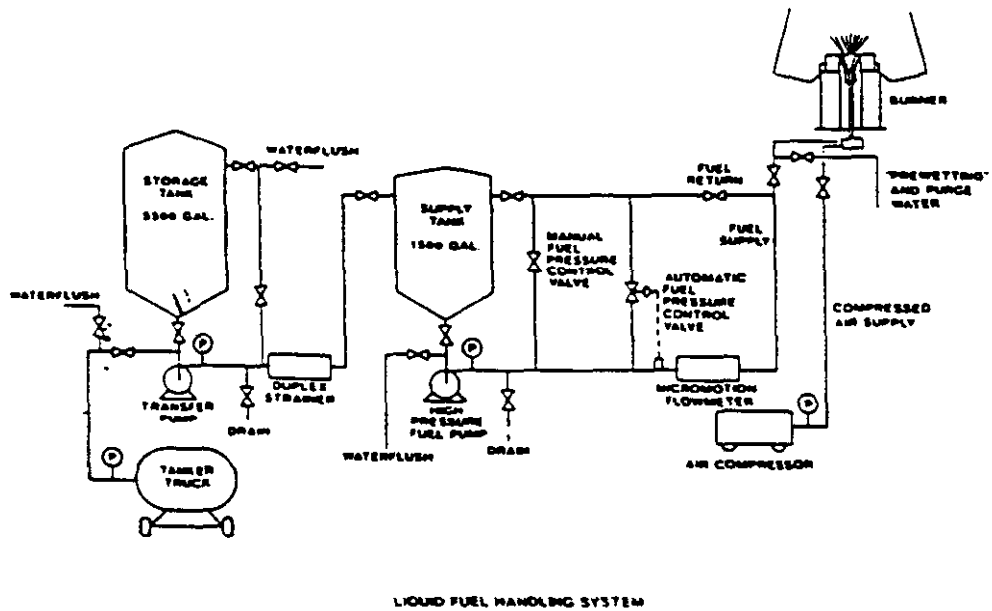 BURNER
WATERFLUSH
STORAGE
TANK
5500 GAL.
SUPPLY
TANK
1500 GAL.
FUEL
RETURN
"PREWETTING"
AND PURGE
WATER
FUEL
SUPPLY
MANUAL
FUEL
PRESSURE
CONTROL
VALVE
AUTOMATIC
FUEL
PRESSURE
CONTROL
VALVE
COMPRESSED
AIR SUPPLY
WATERFLUSH
P
P
TRANSFER
PUMP
DUPLEX
STRAINER
DRAIN
HIGH
PRESSURE
FUEL PUMP
MICROMOTION
FLOWMETER
P
WATERFLUSH
DRAIN
AIR COMPRESSOR
P
TANKER
TRUCK
LIQUID FUEL HANDLING SYSTEM